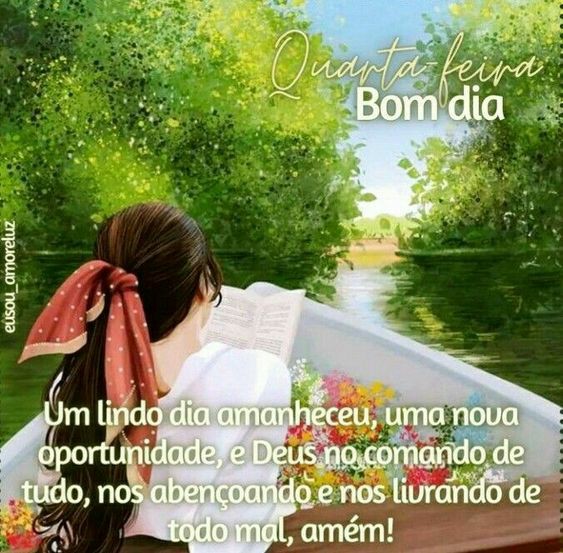 Quarta-feira
Bom dia
eusou_amoreluz
Um lindo dia amanheceu, uma nova
oportunidade, e Deus no comando de
tudo, nos abençoando e nos livrando de
todo mal, amém!